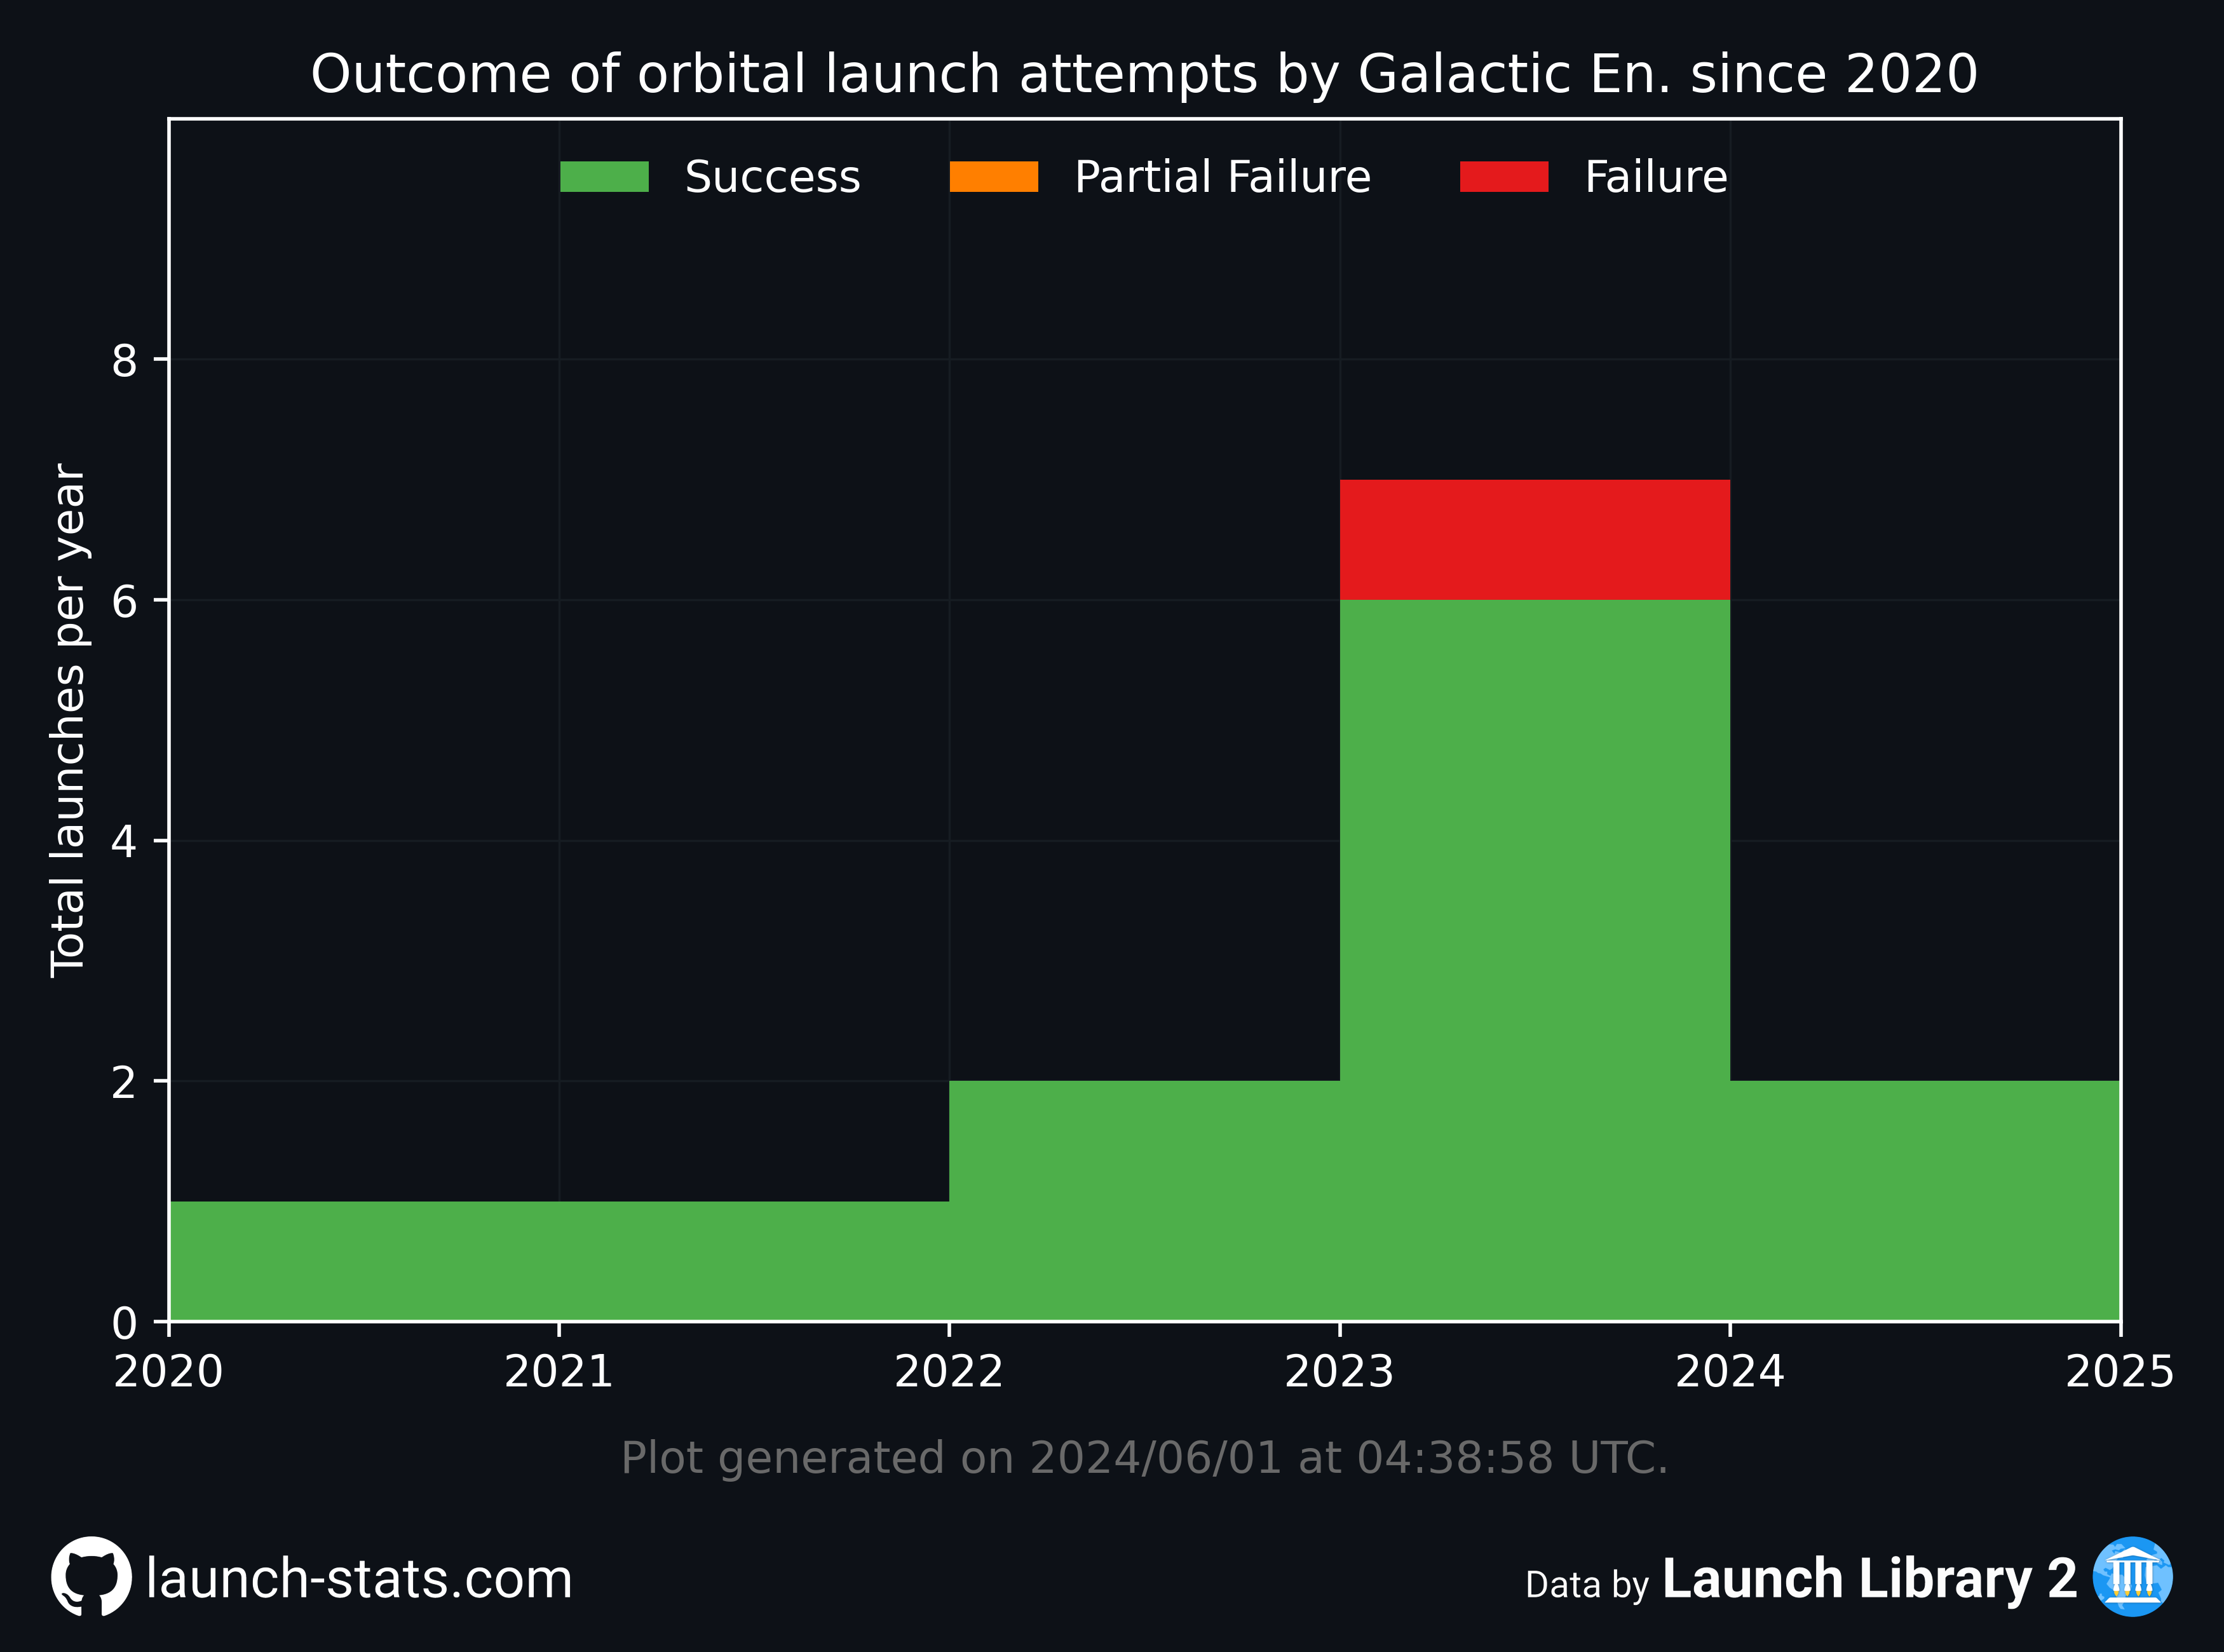 Outcome of orbital launch attempts by Galactic En. since 2020
Success Partial Failure Failure
Total launches per year
8
6
4
2
0
2020 2021 2022 2023 2024 2025
Plot generated on 2024/06/01 at 04:38:58 UTC.
launch-stats.com
Data by Launch Library 2